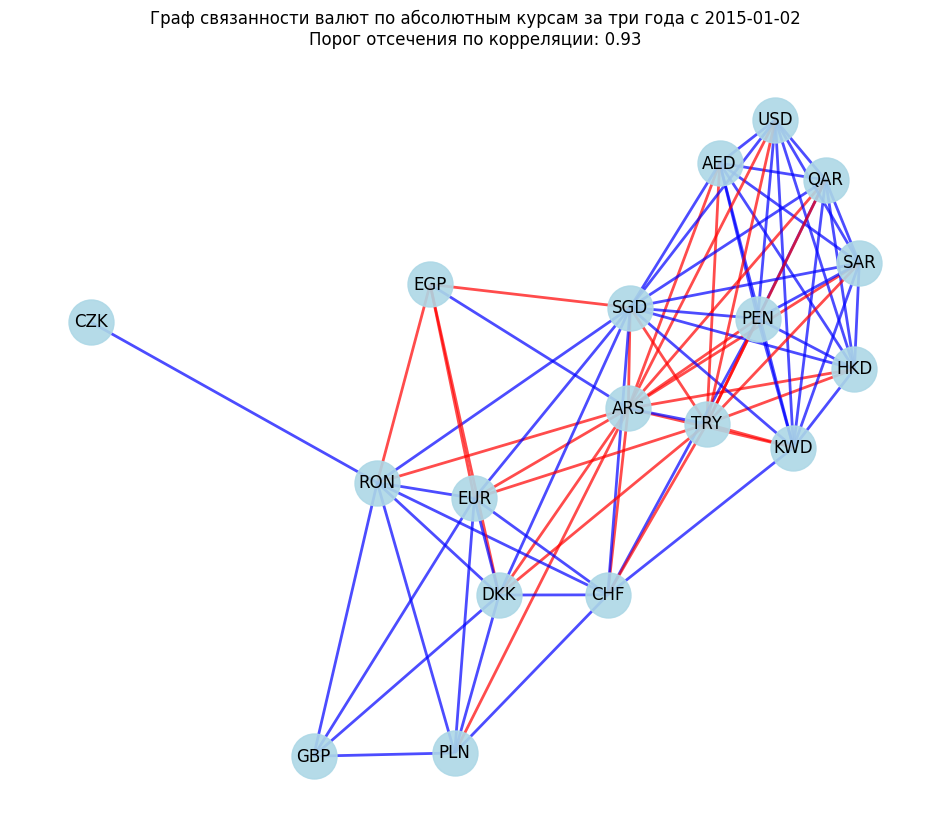 Граф связанности валют по абсолютным курсам за три года с 2015-01-02
Порог отсечения по корреляции: 0.93
USD
AED
QAR
SAR
EGP
SGD
PEN
CZK
HKD
ARS
TRY
KWD
RON
EUR
DKK
CHF
GBP
PLN